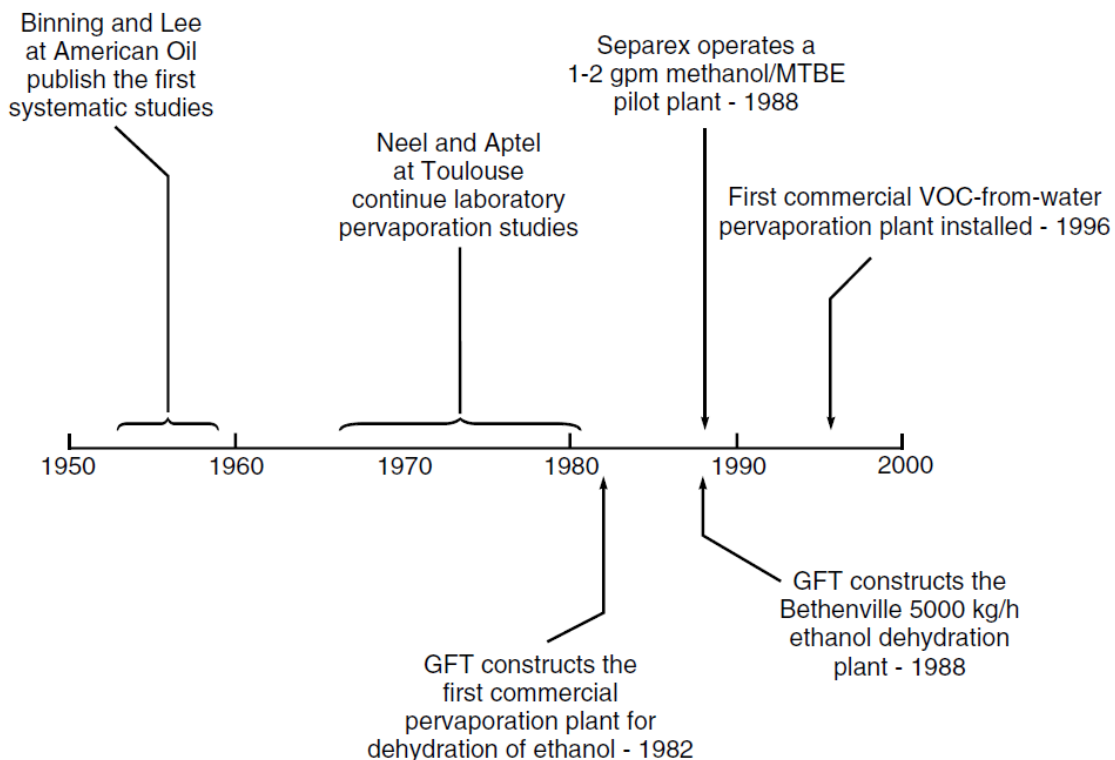 Binning and Lee
at American Oil
publish the first
systematic studies
Neel and Aptel
at Toulouse
continue laboratory
pervaporation studies
Separex operates a
1-2 gpm methanol/MTBE
pilot plant - 1988
First commercial VOC-from-water
pervaporation plant installed - 1996
1950
1960
1970
1980
1990
2000
GFT constructs the
first commercial
pervaporation plant for
dehydration of ethanol - 1982
GFT constructs the
Bethenville 5000 kg/h
ethanol dehydration
plant - 1988